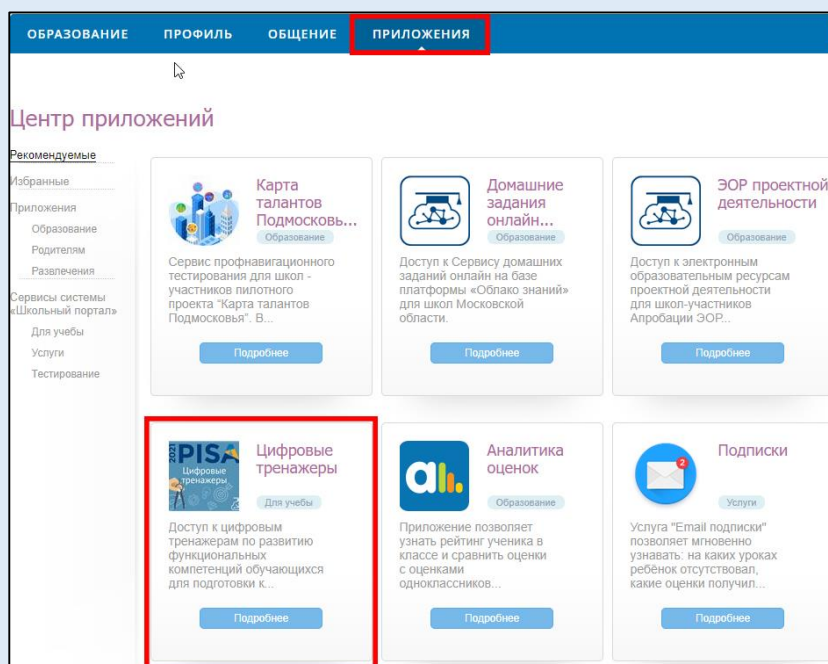 ОБРАЗОВАНИЕ ПРОФИЛЬ ОБЩЕНИЕ ПРИЛОЖЕНИЯ
Центр приложений
Рекомендуемые
Избранные
Приложения
Образование
Родителям
Развлечения
Сервисы системы
«Школьный портал»
Для учебы
Услуги
Тестирование
Карта
талантов
Подмосковь...
Образование
Сервис профнавигационного
тестирования для школ -
участников пилотного
проекта "Карта талантов
Подмосковья". В...
Подробнее
Домашние
задания
онлайн...
Образование
Доступ к Сервису домашних
заданий онлайн на базе
платформы «Облако знаний»
для школ Московской
области.
Подробнее
ЭОР проектной
деятельности
Образование
Доступ к электронным
образовательным ресурсам
проектной деятельности
для школ-участников
Апробации ЭОР...
Подробнее
2021
PISA
Цифровые
тренажеры
Цифровые
тренажеры
Для учебы
Доступ к цифровым
тренажерам по развитию
функциональных
компетенций обучающихся
для подготовки к...
Подробнее
Аналитика
оценок
Образование
Приложение позволяет
узнать рейтинг ученика в
классе и сравнить оценки
с оценками
одноклассников...
Подробнее
2
Подписки
Услуги
Услуга "Email подписки"
позволяет мгновенно
узнавать: на каких уроках
ребёнок отсутствовал,
какие оценки получил...
Подробнее